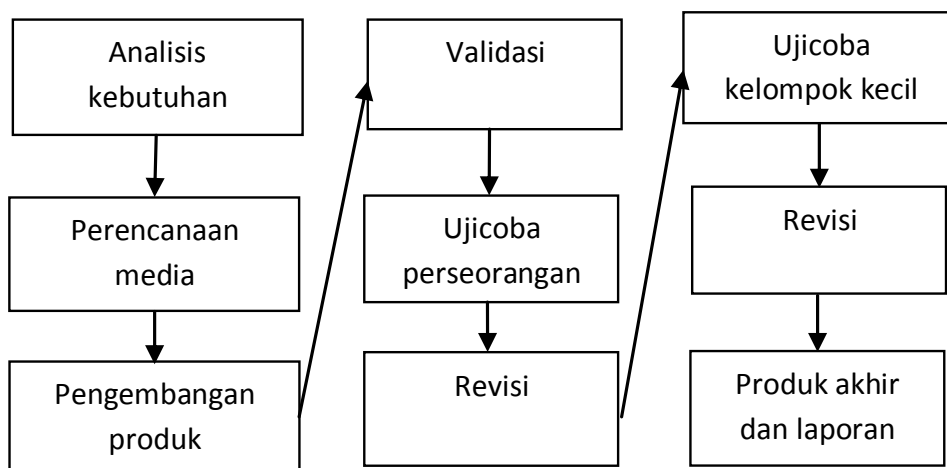 Analisis
kebutuhan
Perencanaan
media
Pengembangan
produk
Validasi
Ujicoba
perseorangan
Revisi
Ujicoba
kelompok kecil
Revisi
Produk akhir
dan laporan